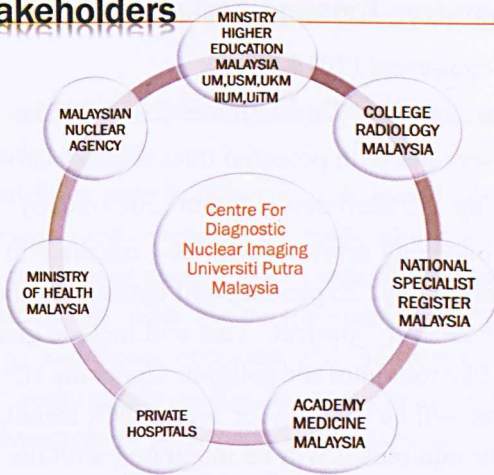 akeholders
MINSTRY
HIGHER
EDUCATION
MALAYSIA
UM,USM,UKM
IIUM,UiTM
COLLEGE
RADIOLOGY
MALAYSIA
NATIONAL
SPECIALIST
REGISTER
MALAYSIA
ACADEMY
MEDICINE
MALAYSIA
PRIVATE
HOSPITALS
MINISTRY
OF HEALTH
MALAYSIA
MALAYSIAN
NUCLEAR
AGENCY
Centre For
Diagnostic
Nuclear Imaging
Universiti Putra
Malaysia